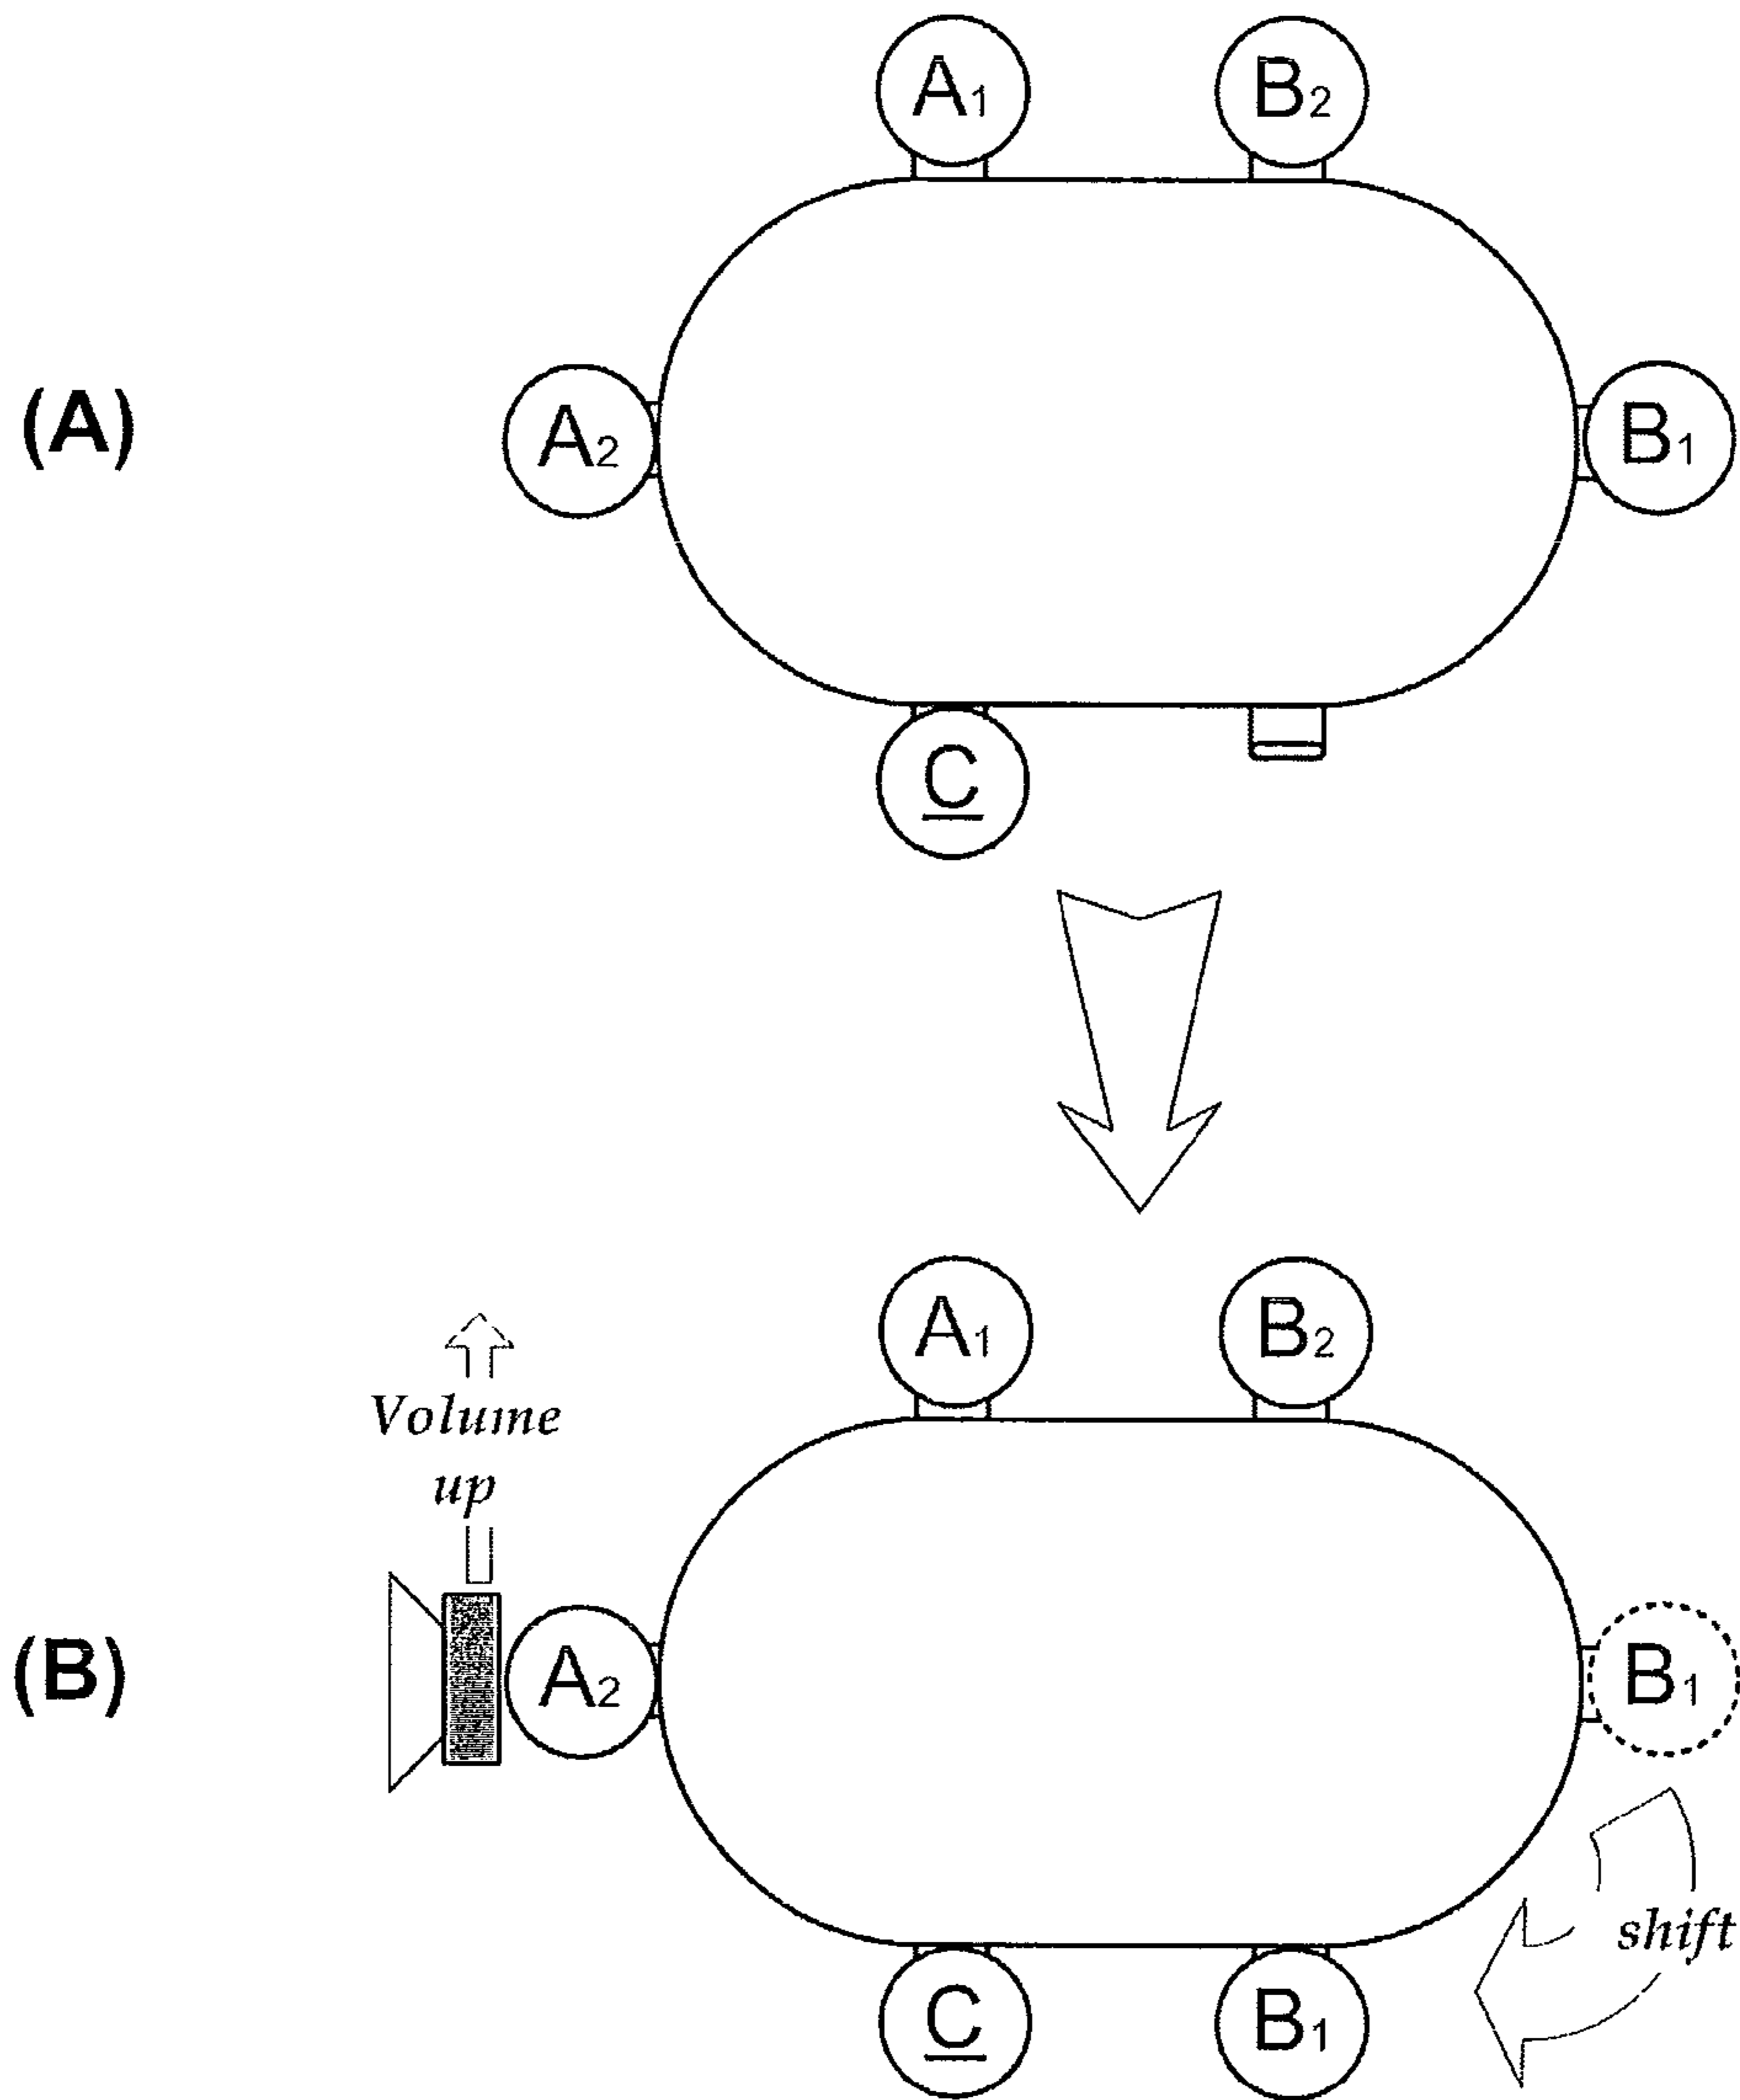 A1 B2
(A) A2 B1
C
A1 B2
Volume
up
(B) A2 B1
shift
C B1